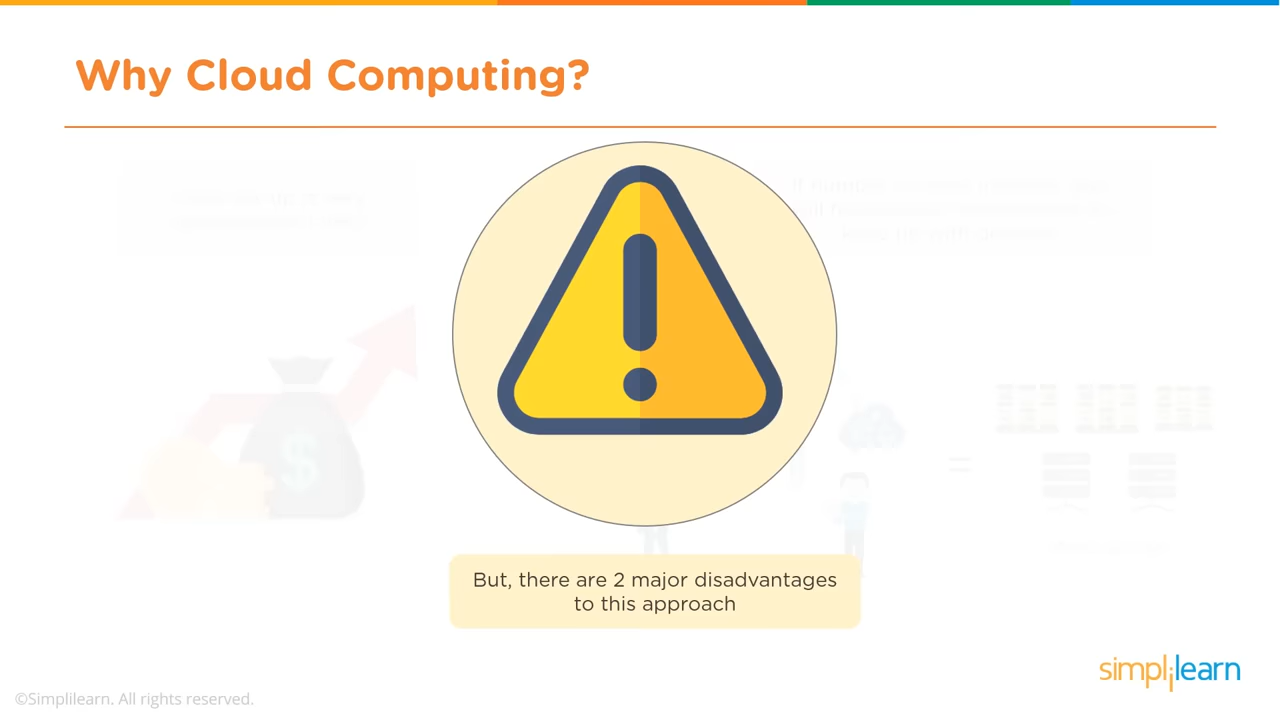 Why Cloud Computing?
But, there are 2 major disadvantages
to this approach
simplilearn
©Simplilearn. All rights reserved.